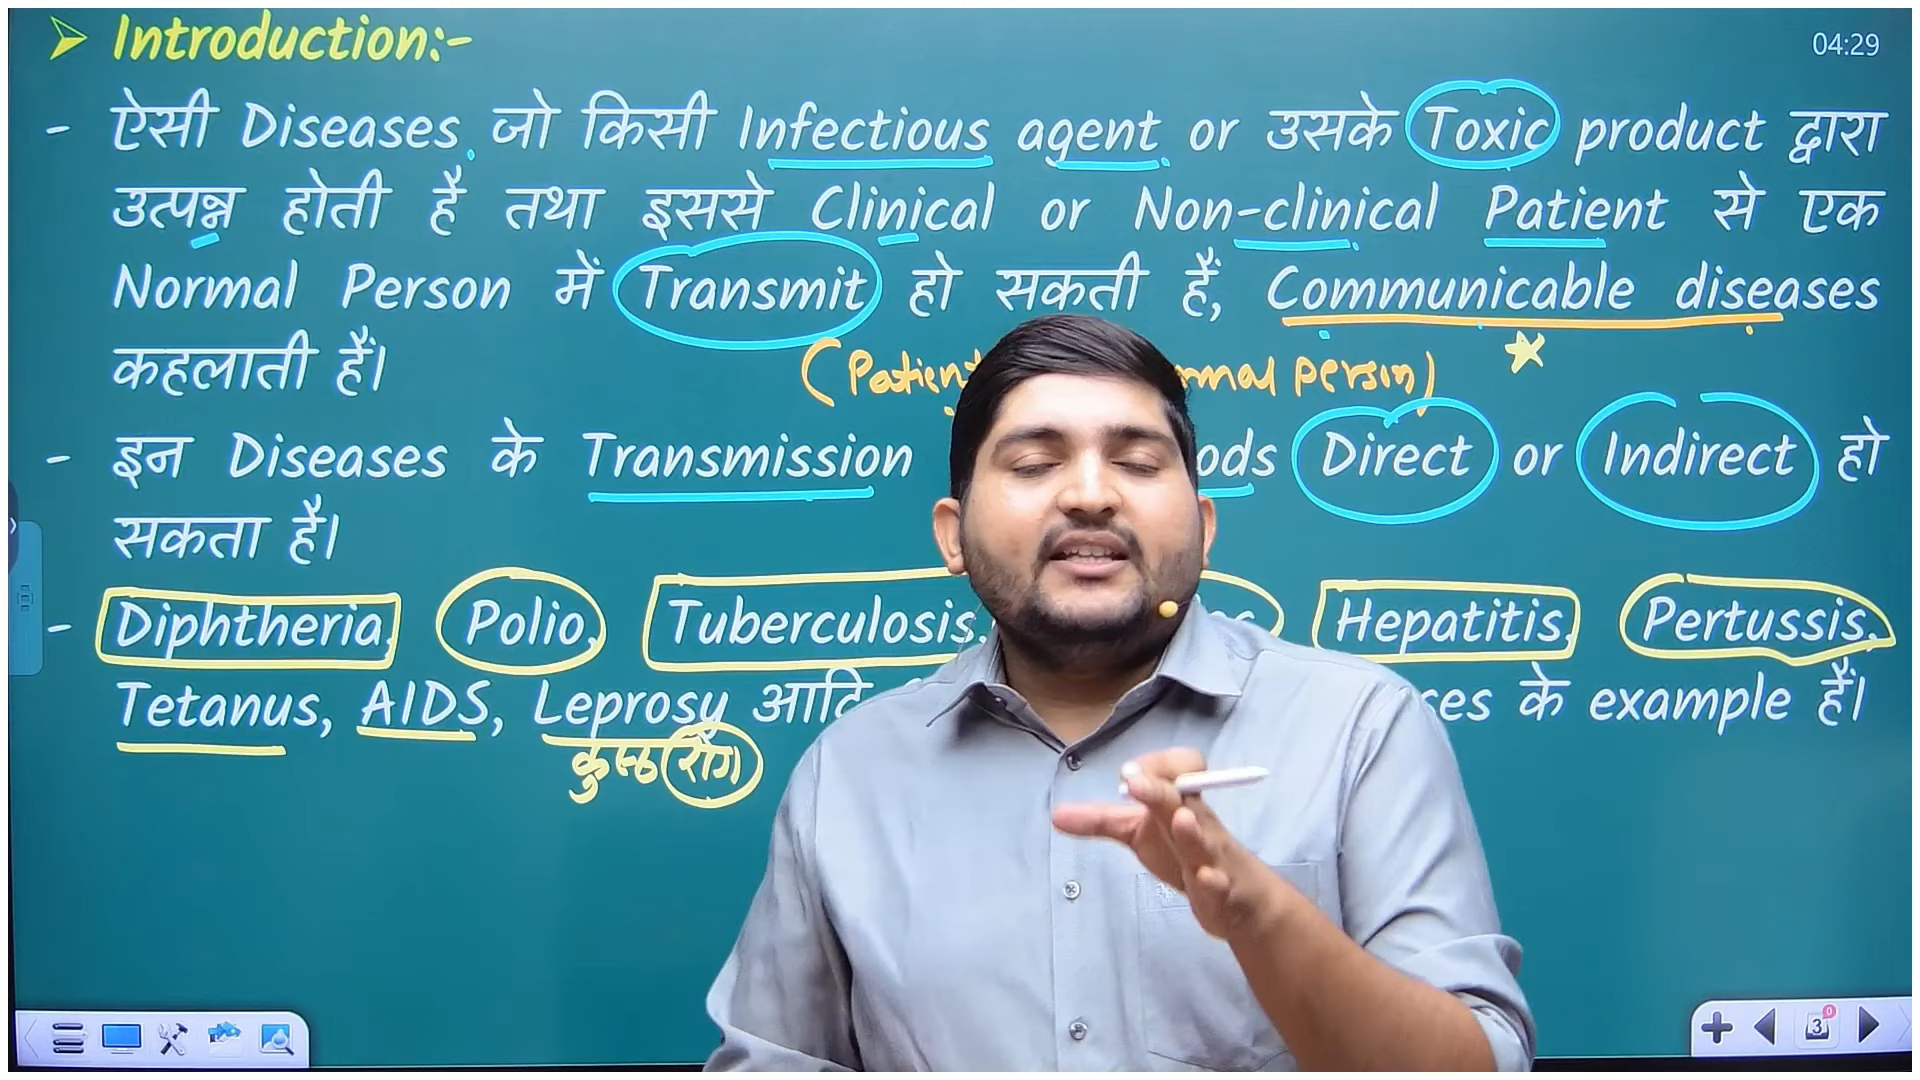 ➤ Introduction:-
04:29
- ऐसी Diseases जो किसी Infectious agent or उसके Toxic product द्वारा
उत्पन्न होती है तथा इससे Clinical or Non-clinical Patient से एक
Normal Person में Transmit हो सकती हैं, Communicable diseases
कहलाती हैं।
(Patient person)
- इन Diseases के Transmission Direct or Indirect हो
सकता है।
- Diphtheria, Polio, Tuberculosis, Hepatitis, Pertussis,
Tetanus, AIDS, Leprosy आदि के example हैं।
कुष्ठ रोग
3
0